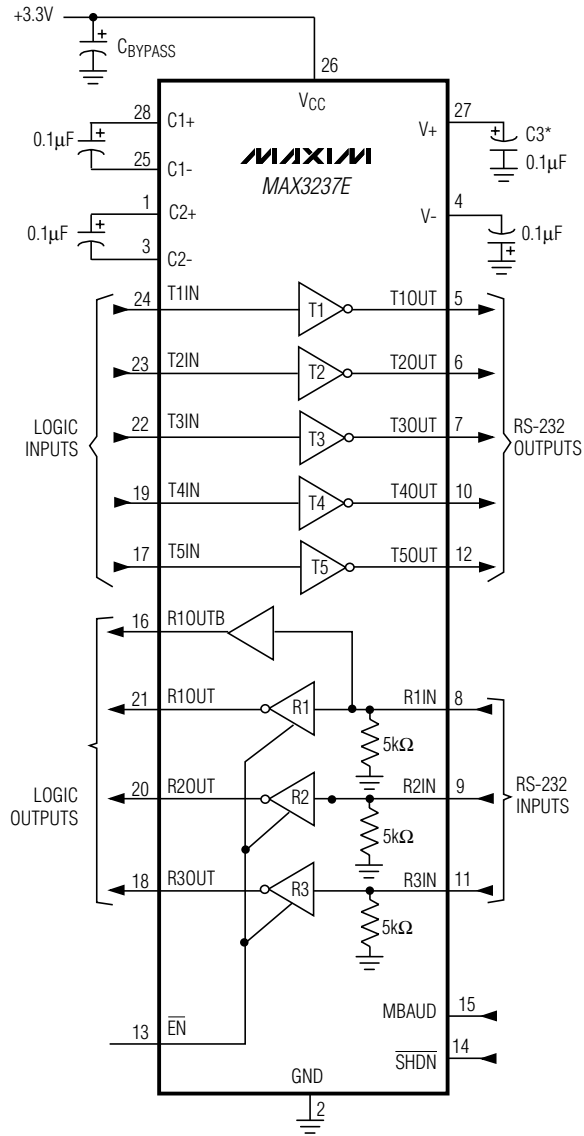 +3.3V
CBYPASS
26
VCC
28
C1+
0.1µF
25
C1-
1
C2+
0.1µF
3
C2-
27
V+
C3*
0.1µF
4
V-
0.1µF
MAXIM
MAX3237E
24
T1IN
T1
T1OUT
5
23
T2IN
T2
T2OUT
6
22
T3IN
T3
T3OUT
7
LOGIC
INPUTS
RS-232
OUTPUTS
19
T4IN
T4
T4OUT
10
17
T5IN
T5
T5OUT
12
16
R1OUTB
21
R1OUT
R1
R1IN
8
5kΩ
20
R2OUT
R2
R2IN
9
5kΩ
LOGIC
OUTPUTS
RS-232
INPUTS
18
R3OUT
R3
R3IN
11
5kΩ
13
EN
MBAUD
15
SHDN
14
GND
2